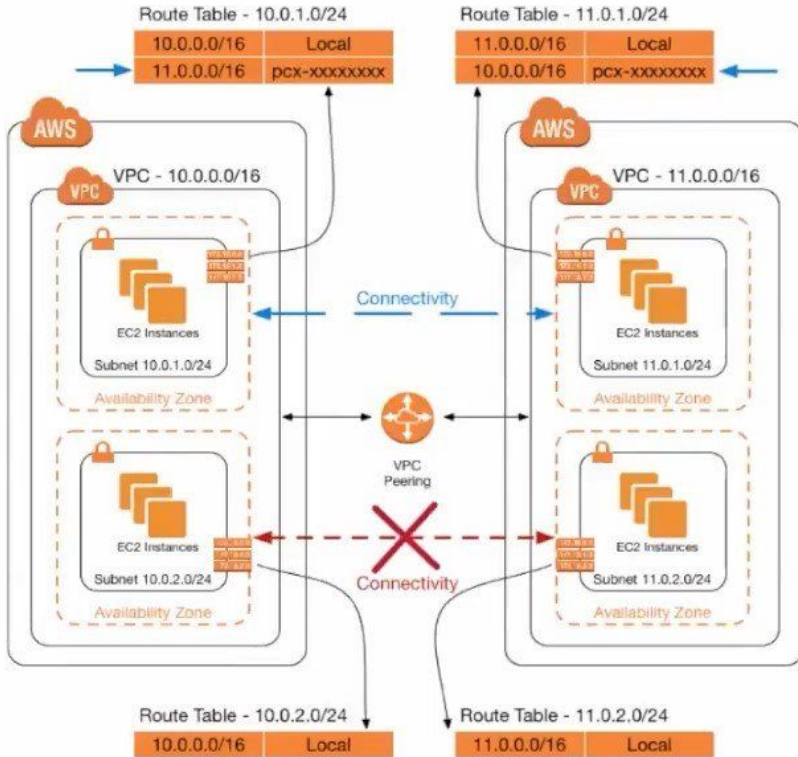 Route Table - 10.0.1.0/24
10.0.0.0/16 Local
11.0.0.0/16 pcx-xxxxxxxx
Route Table - 11.0.1.0/24
11.0.0.0/16 Local
10.0.0.0/16 pcx-xxxxxxxx
AWS
AWS
VPC - 10.0.0.0/16
VPC
VPC - 11.0.0.0/16
VPC
EC2 Instances
Subnet 10.0.1.0/24
Availability Zone
Connectivity
EC2 Instances
Subnet 11.0.1.0/24
Availability Zone
VPC
Peering
EC2 Instances
Subnet 10.0.2.0/24
Availability Zone
Connectivity
EC2 Instances
Subnet 11.0.2.0/24
Availability Zone
Route Table - 10.0.2.0/24
10.0.0.0/16 Local
Route Table - 11.0.2.0/24
11.0.0.0/16 Local